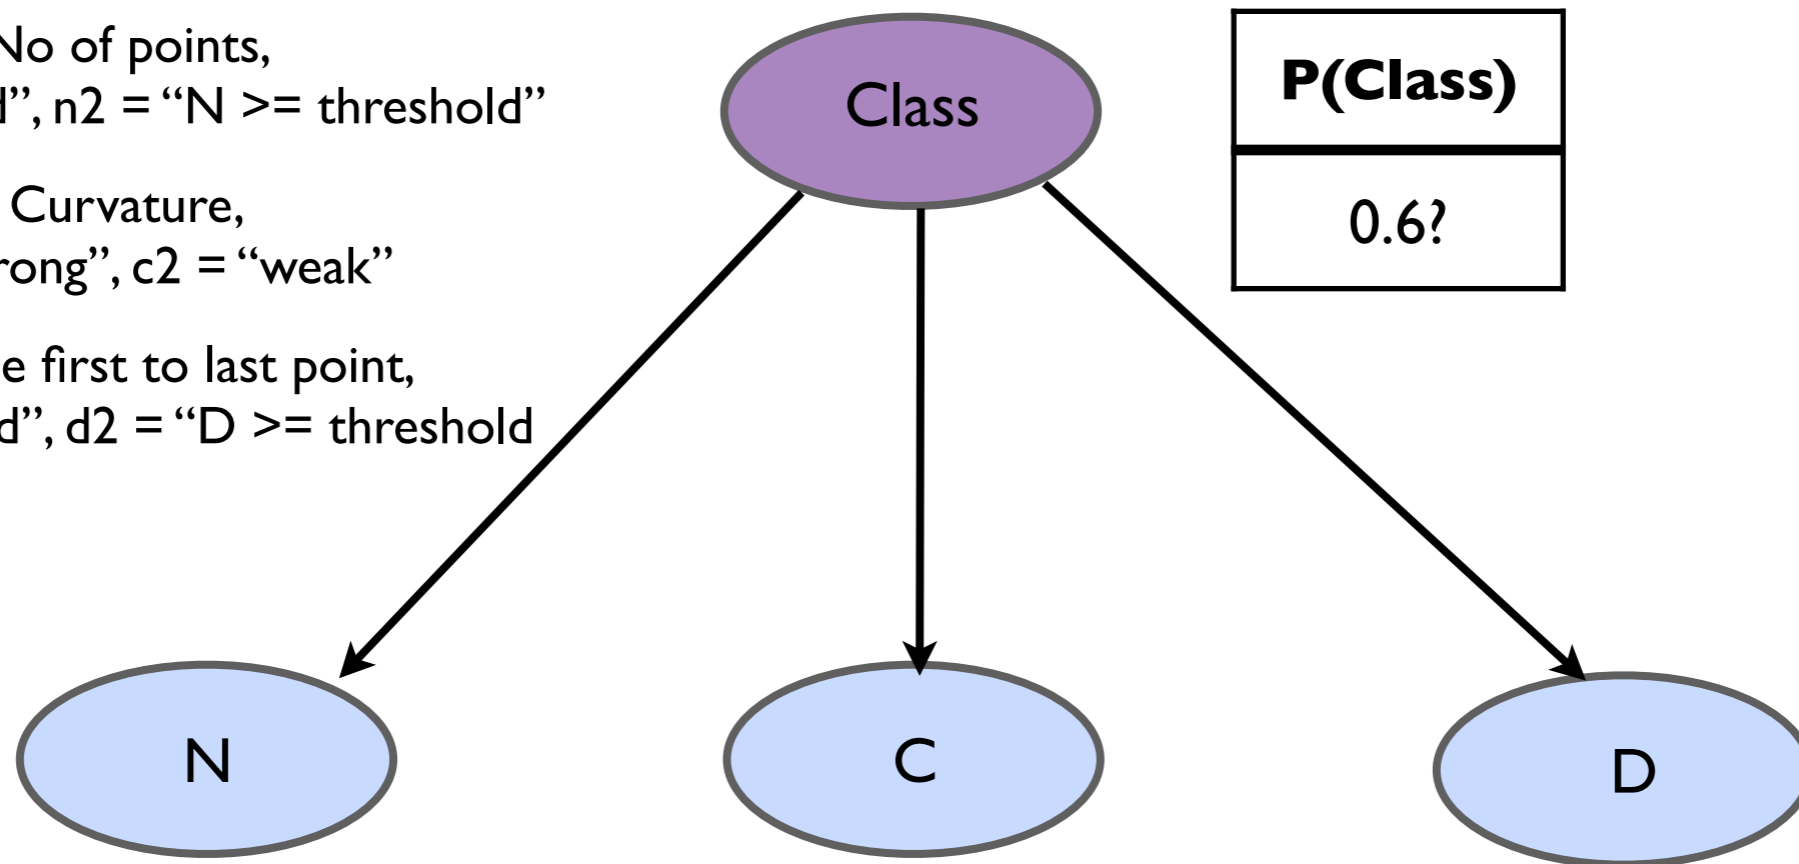 No of points,
d”, n2 = “N >= threshold”
Curvature,
rong”, c2 = “weak”
e first to last point,
d”, d2 = “D >= threshold
Class
P(Class)
0.6?
N
C
D